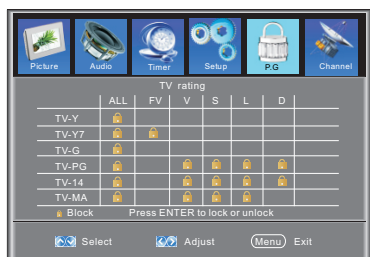 Picture Audio Timer Setup P.G Channel
TV rating
ALL FV V S L D
TV-Y
TV-Y7
TV-G
TV-PG
TV-14
TV-MA
Block Press ENTER to lock or unlock
Select Adjust Menu Exit